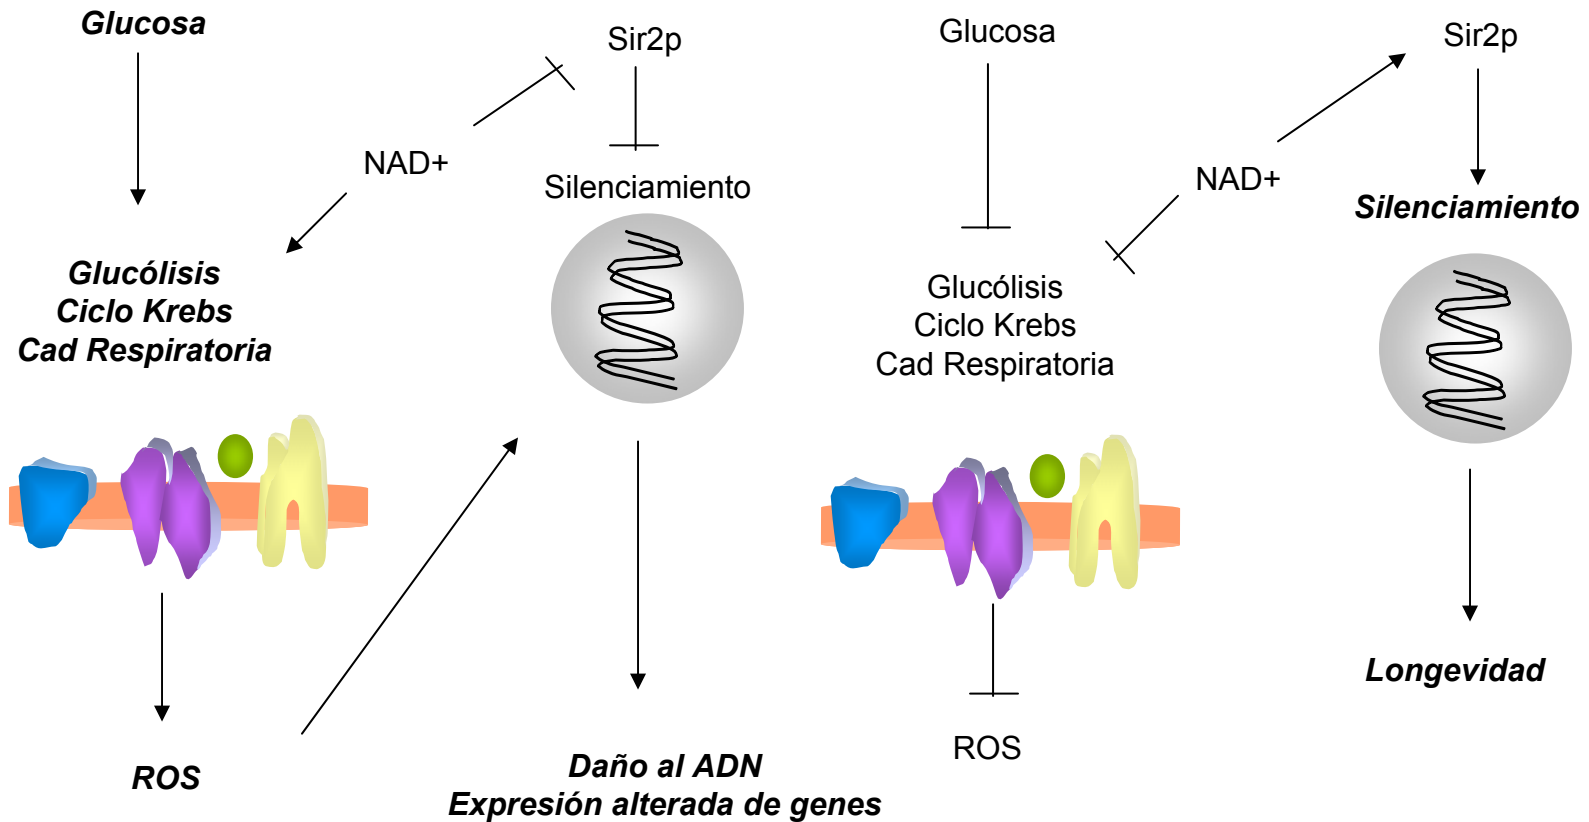 Glucosa
Sir2p
NAD+
Silenciamiento
Glucólisis
Ciclo Krebs
Cad Respiratoria
ROS
Daño al ADN
Expresión alterada de genes
Glucosa
Sir2p
NAD+
Silenciamiento
Glucólisis
Ciclo Krebs
Cad Respiratoria
Longevidad
ROS